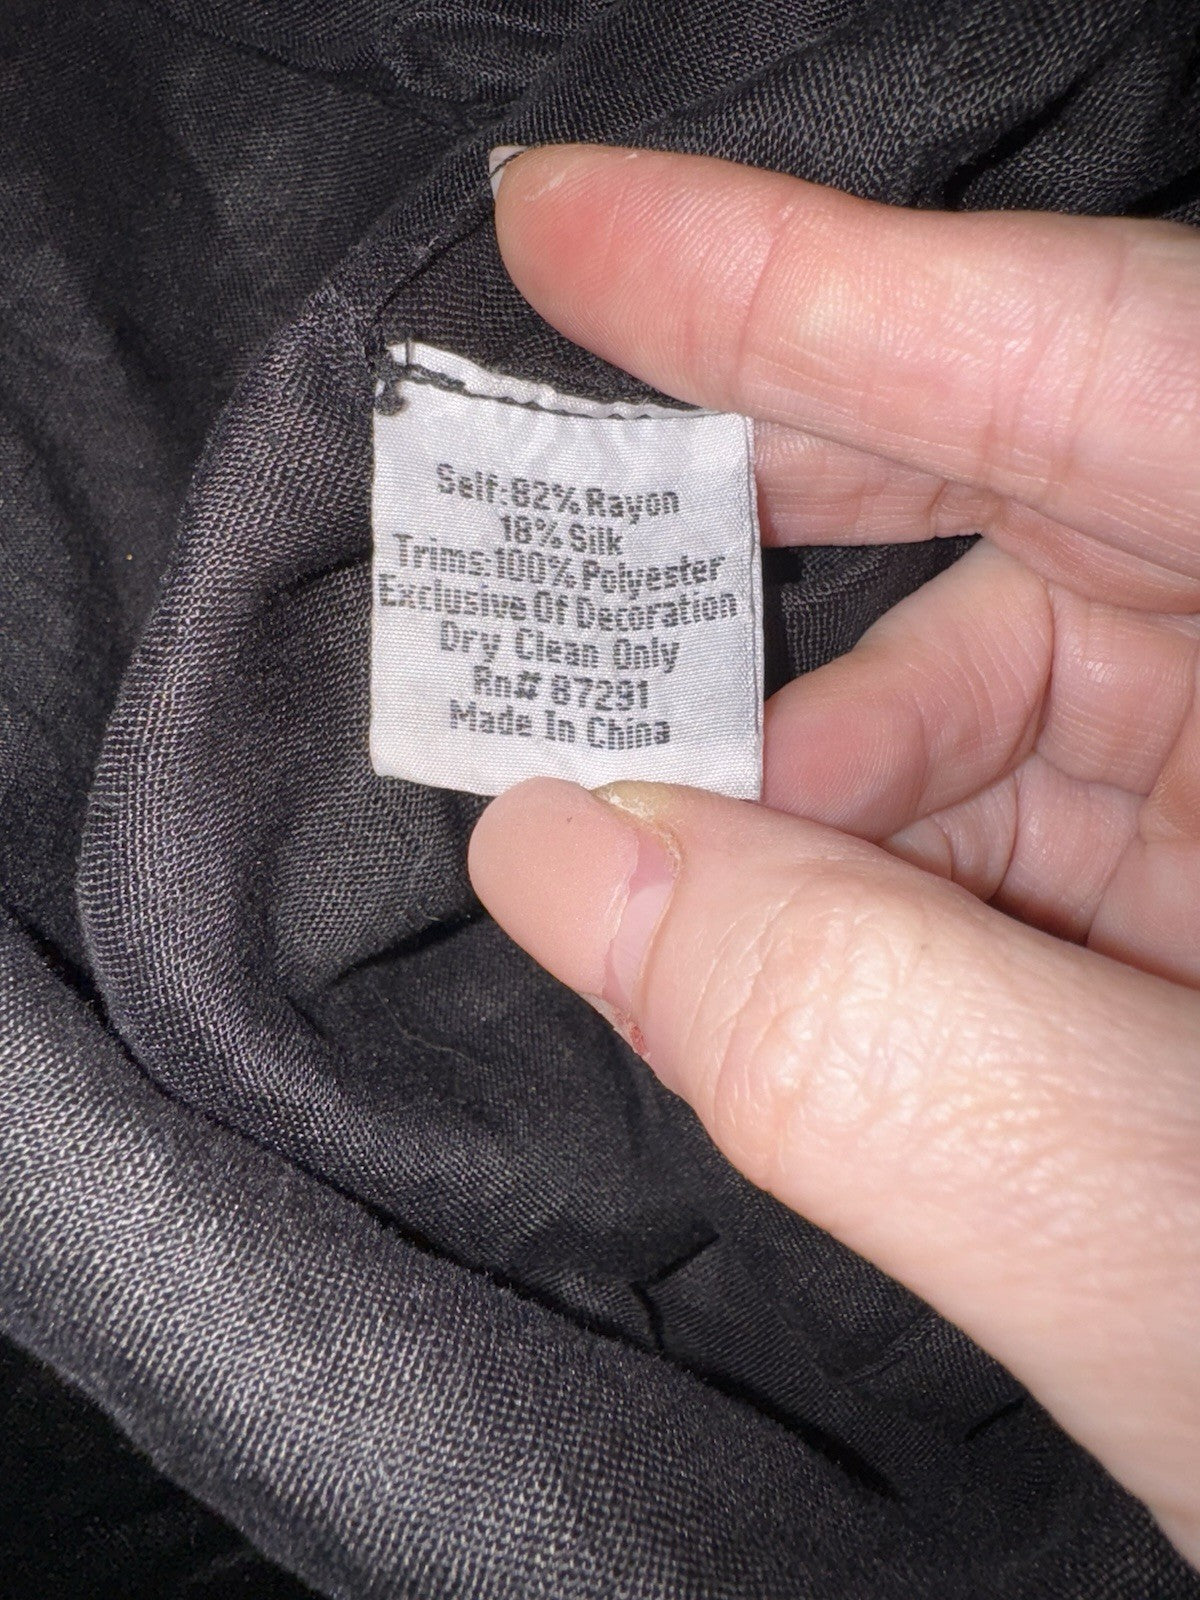 Self:82% Rayon
18% Silk
Trims:100% Polyester
Exclusive Of Decoration
Dry Clean Only
Rn# 87291
Made In China